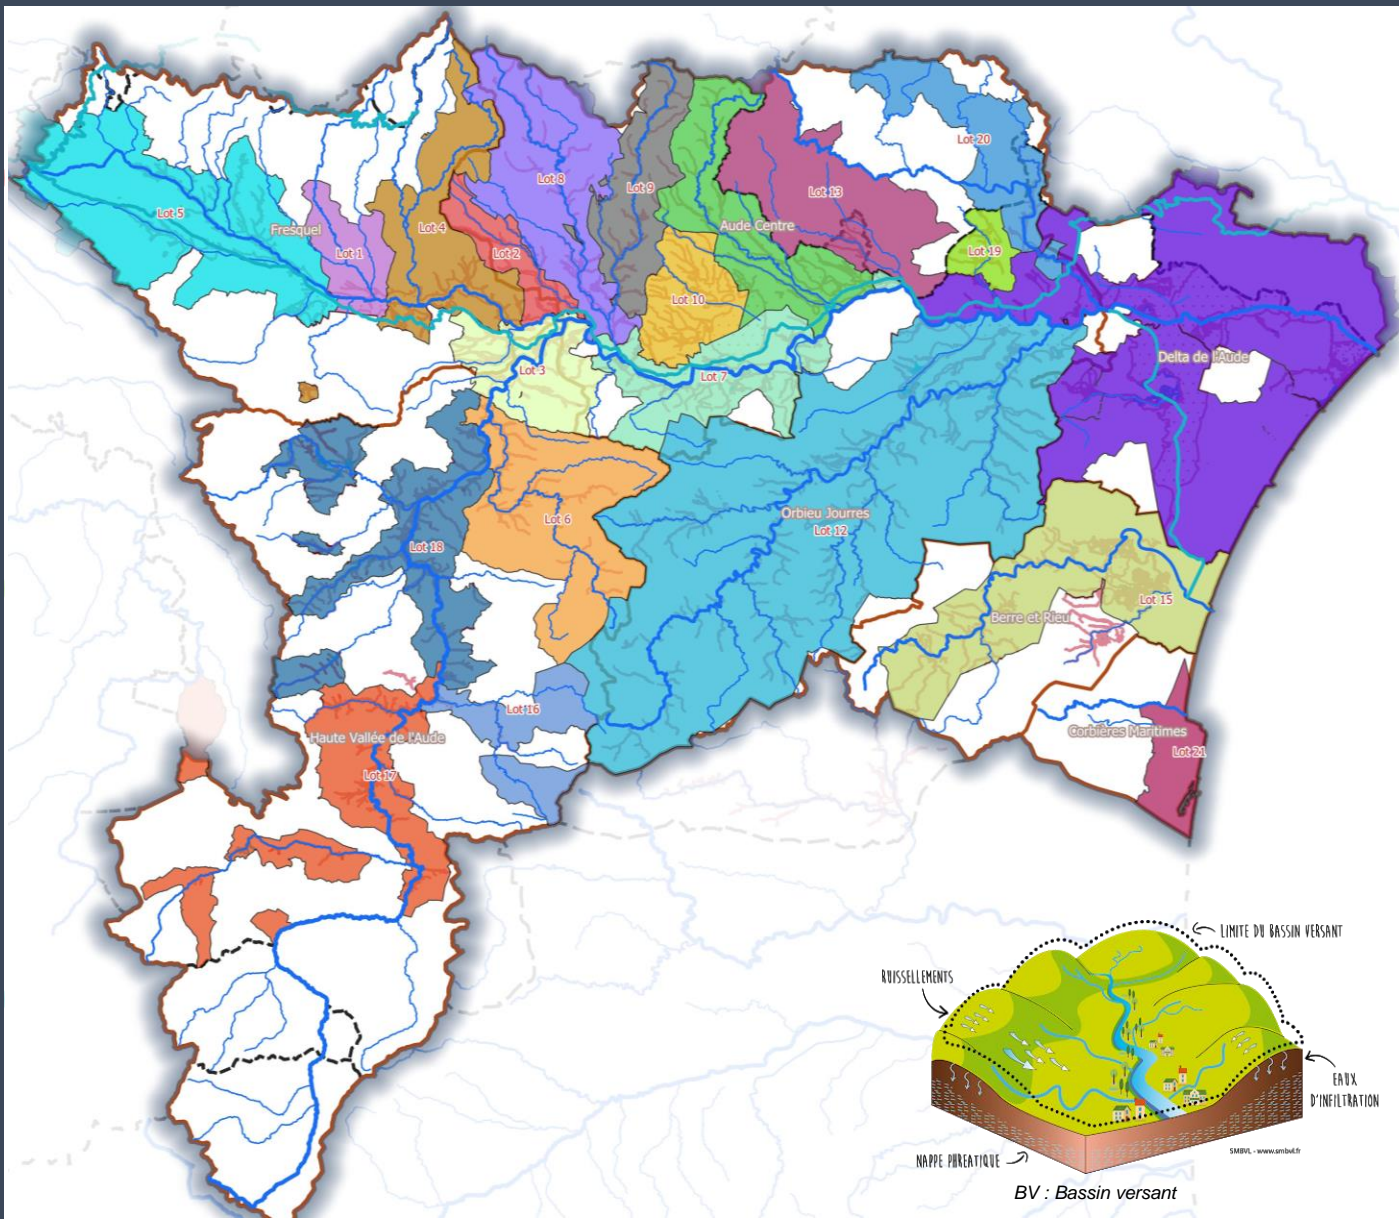 Lot 20
Lot 8
Lot 9
Lot 13
Lot 5
Fresquel
Lot 4
Aude Centre
Lot 1
Lot 2
Lot 19
Lot 10
Delta de l'Aude
Lot 3
Lot 7
Orbieu Jourres
Lot 12
Lot 6
Lot 18
Lot 15
Berre et Rieu
Lot 16
Haute Vallée de l'Aude
Corbières Maritimes
Lot 21
Lot 17
LIMITE DU BASSIN VERSANT
RUISSELLEMENTS
EAUX
D'INFILTRATION
NAPPE PHREATIQUE
SMBVL - www.smbvl.fr
BV : Bassin versant